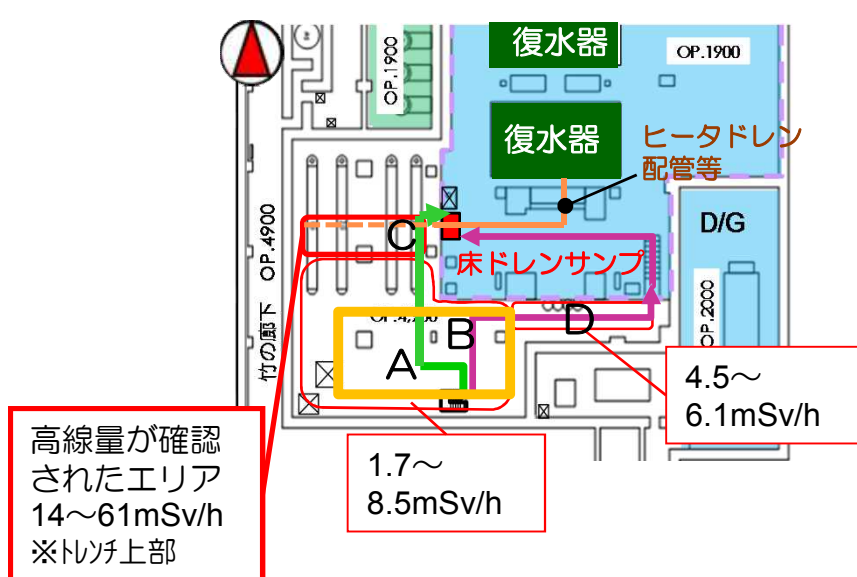 復水器
OP.1900
OP.1900
復水器
ヒータドレン
配管等
D/G
C
床ドレンサンプ
竹の廊下 OP.4900
OP.2000
B
D
A
4.5～
6.1mSv/h
高線量が確認
されたエリア
14～61mSv/h
※トレンチ上部
1.7～
8.5mSv/h